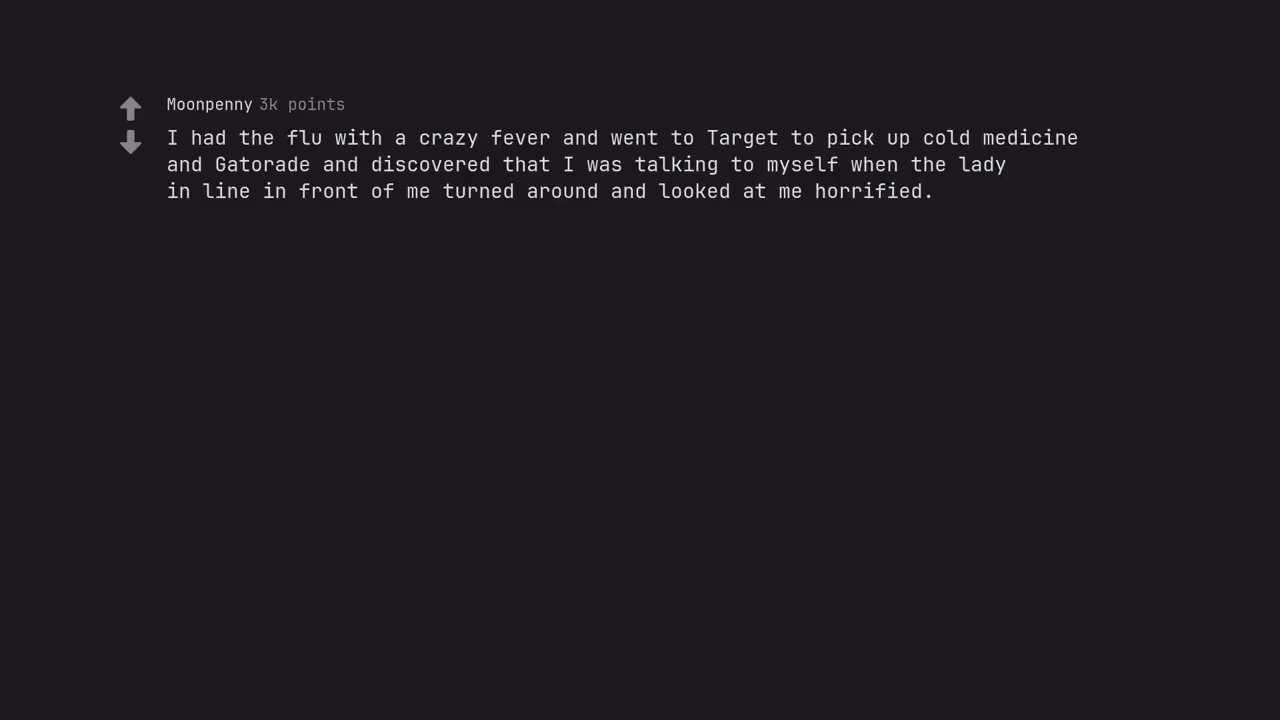 Moonpenny 3k points
I had the flu with a crazy fever and went to Target to pick up cold medicine
and Gatorade and discovered that I was talking to myself when the lady
in line in front of me turned around and looked at me horrified.